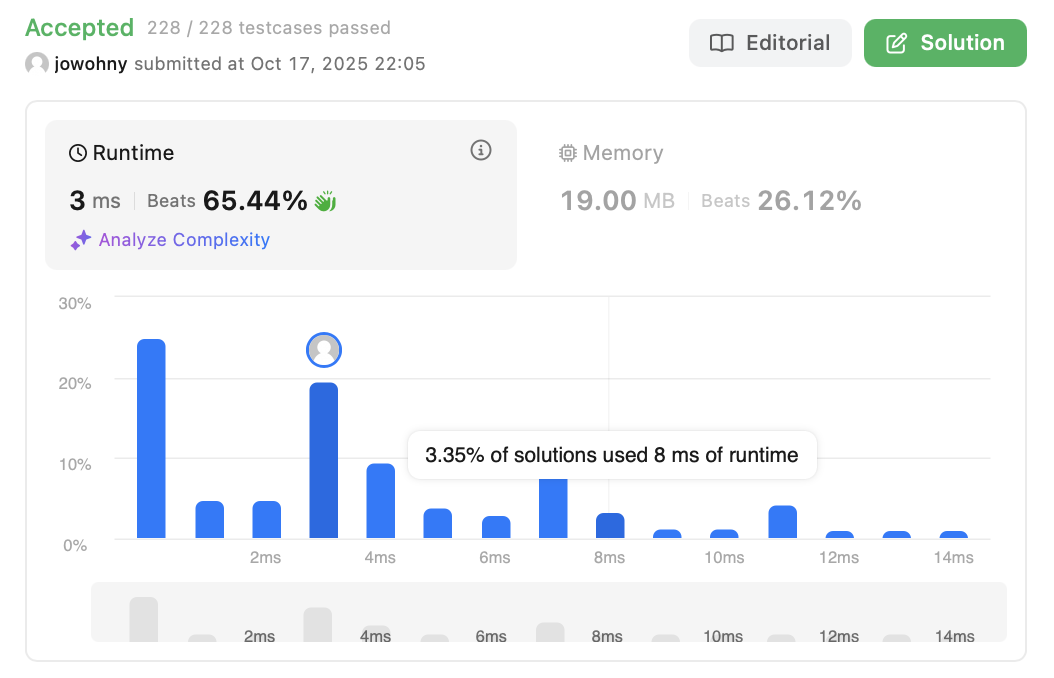 Accepted 228 / 228 testcases passed
Editorial
Solution
jowohny submitted at Oct 17, 2025 22:05
Runtime
Memory
3 ms Beats 65.44%
19.00 MB Beats 26.12%
Analyze Complexity
30%
20%
10%
0%
3.35% of solutions used 8 ms of runtime
2ms 4ms 6ms 8ms 10ms 12ms 14ms
2ms 4ms 6ms 8ms 10ms 12ms 14ms